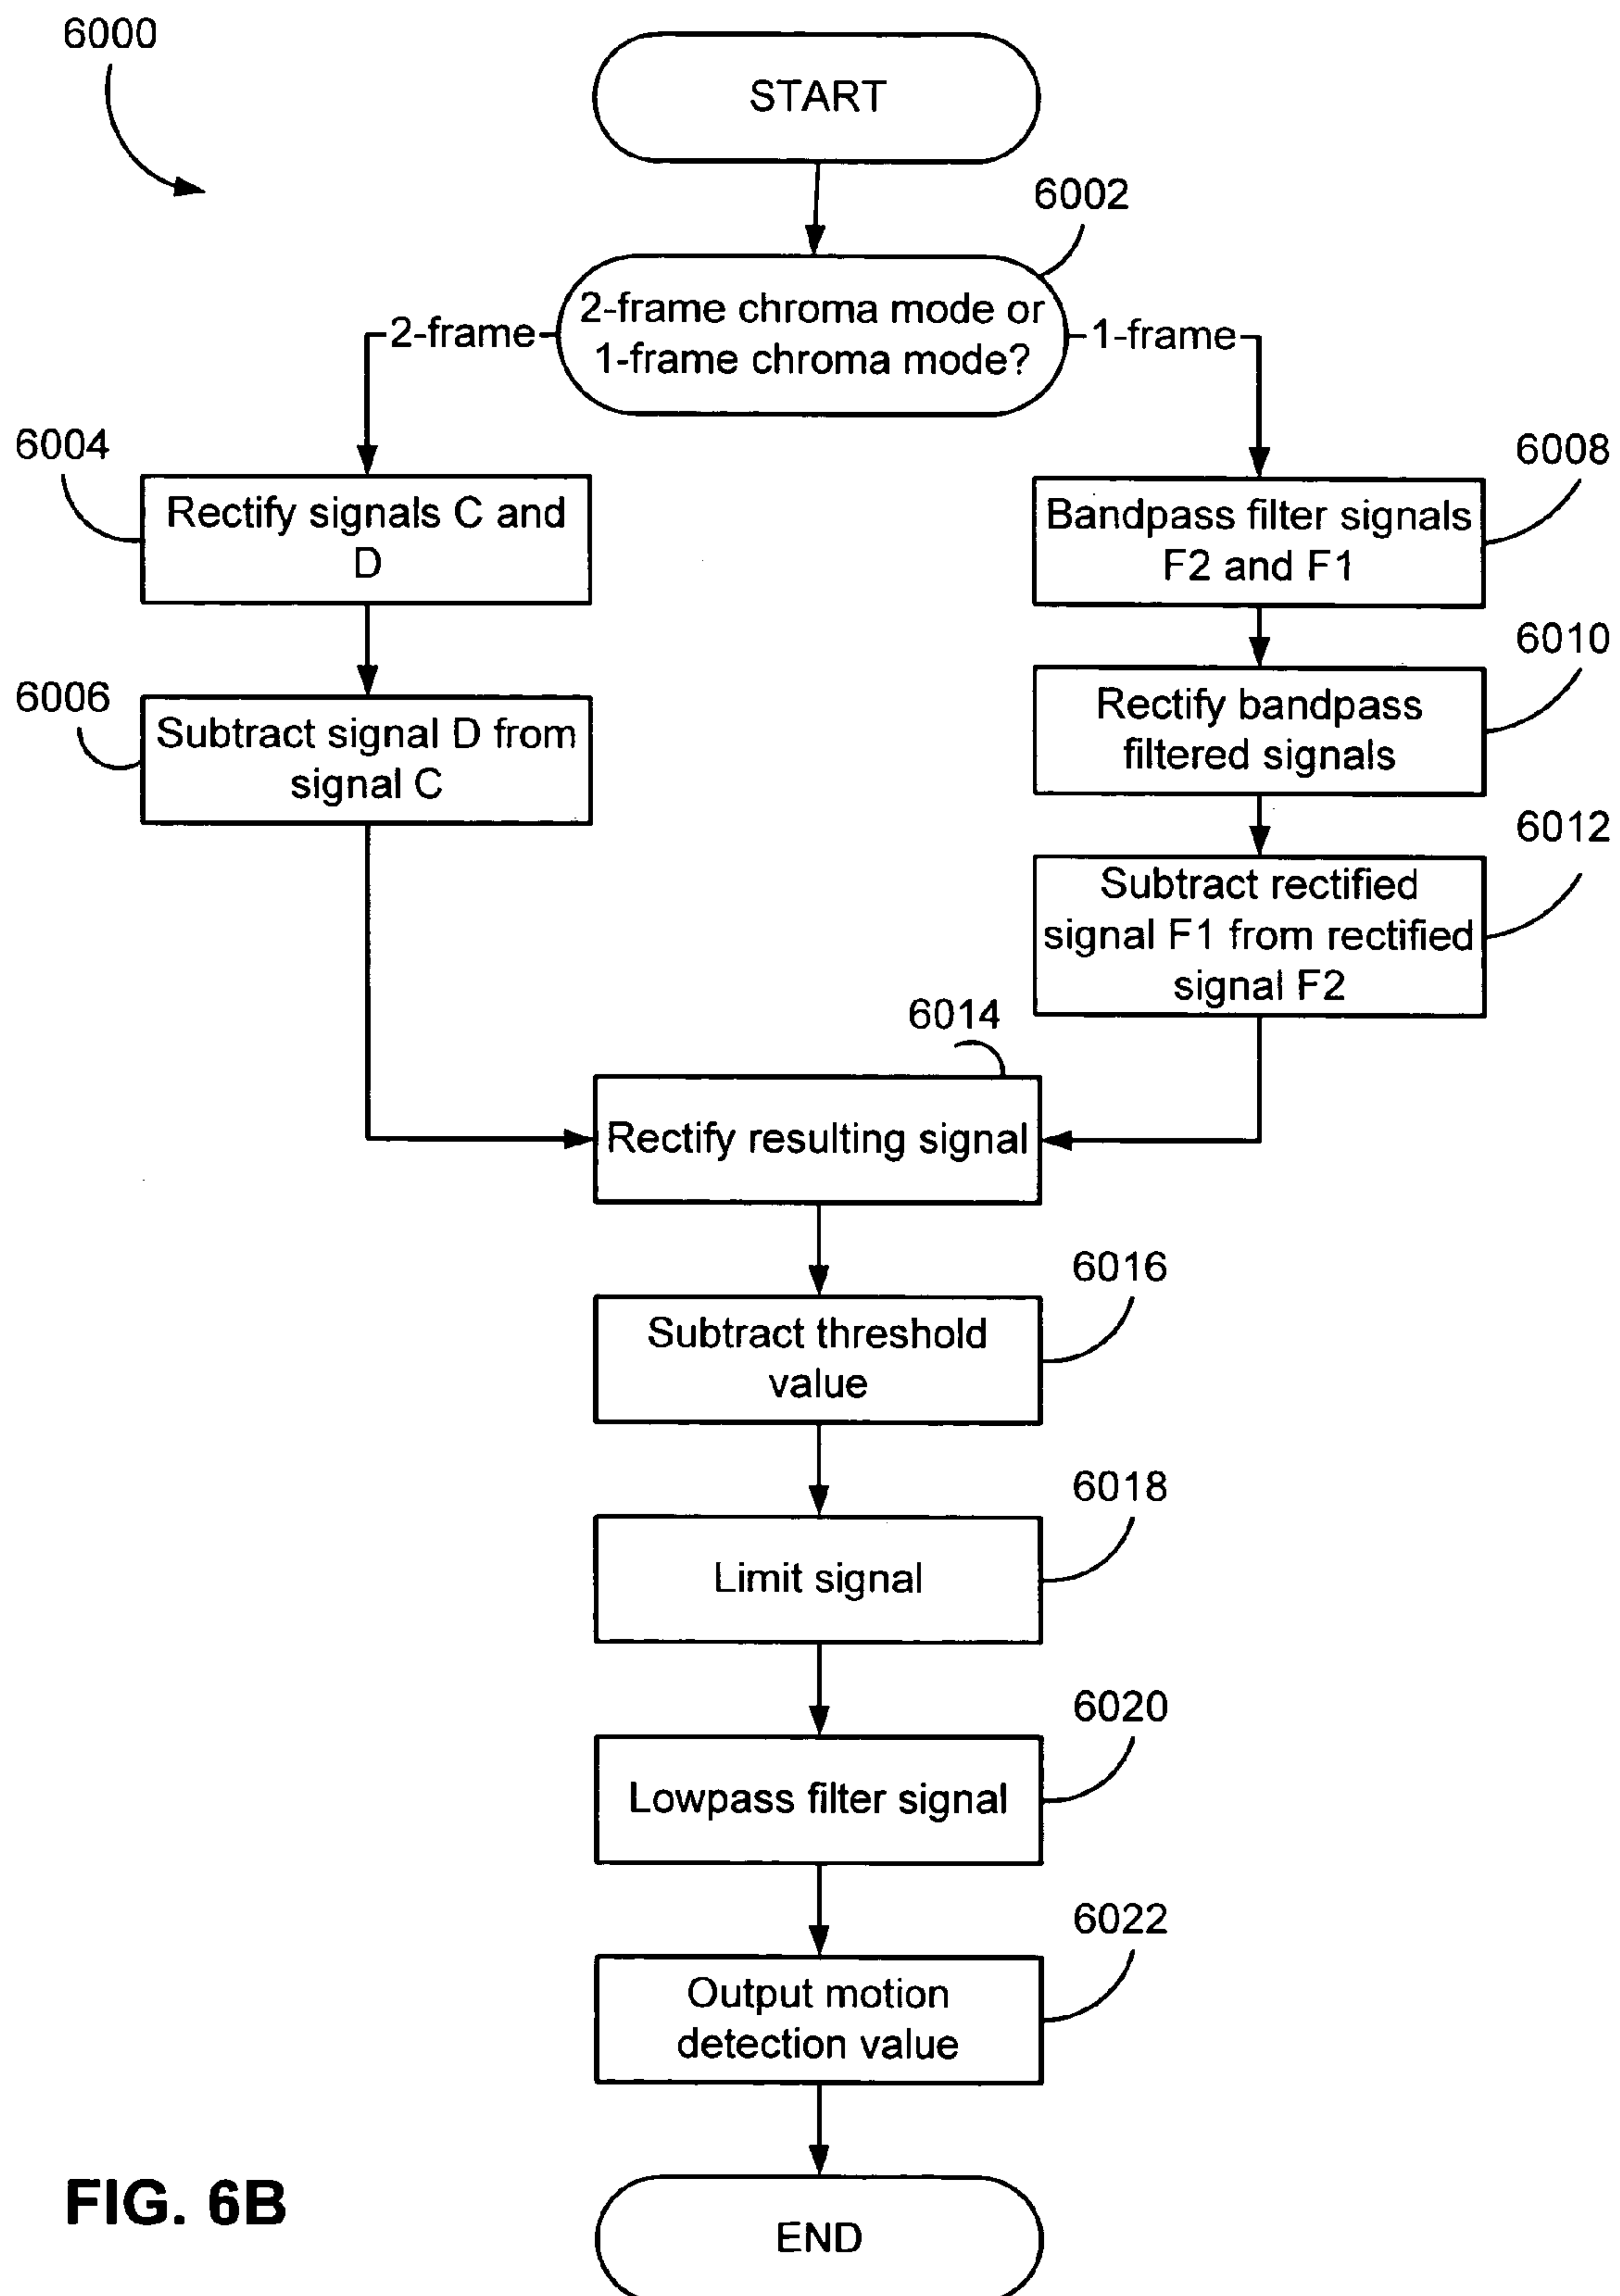 6000
START
6002
2-frame chroma mode or
1-frame chroma mode?
2-frame
1-frame
6004
Rectify signals C and
D
6008
Bandpass filter signals
F2 and F1
6006
Subtract signal D from
signal C
6010
Rectify bandpass
filtered signals
6012
Subtract rectified
signal F1 from rectified
signal F2
6014
Rectify resulting signal
6016
Subtract threshold
value
6018
Limit signal
6020
Lowpass filter signal
6022
Output motion
detection value
END
FIG. 6B